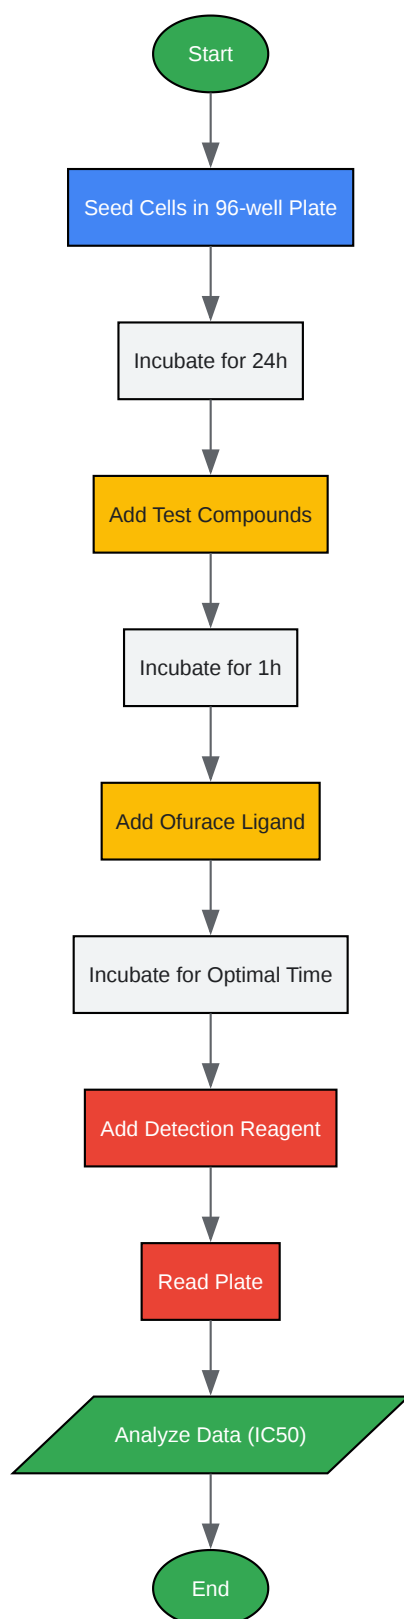 Start
Seed Cells in 96-well Plate
Incubate for 24h
Add Test Compounds
Incubate for 1h
Add Ofurace Ligand
Incubate for Optimal Time
Add Detection Reagent
Read Plate
Analyze Data (IC50)
End